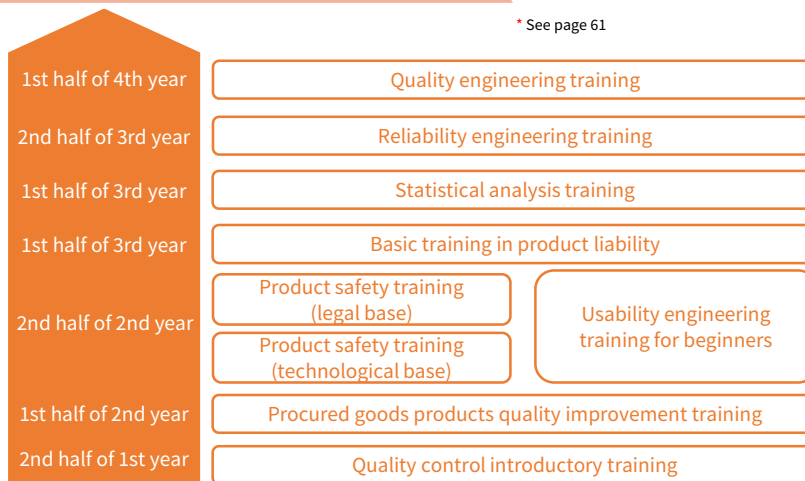 * See page 61
1st half of 4th year
Quality engineering training
2nd half of 3rd year
Reliability engineering training
1st half of 3rd year
Statistical analysis training
1st half of 3rd year
Basic training in product liability
2nd half of 2nd year
Product safety training
(legal base)
Product safety training
(technological base)
Usability engineering
training for beginners
1st half of 2nd year
Procured goods products quality improvement training
2nd half of 1st year
Quality control introductory training